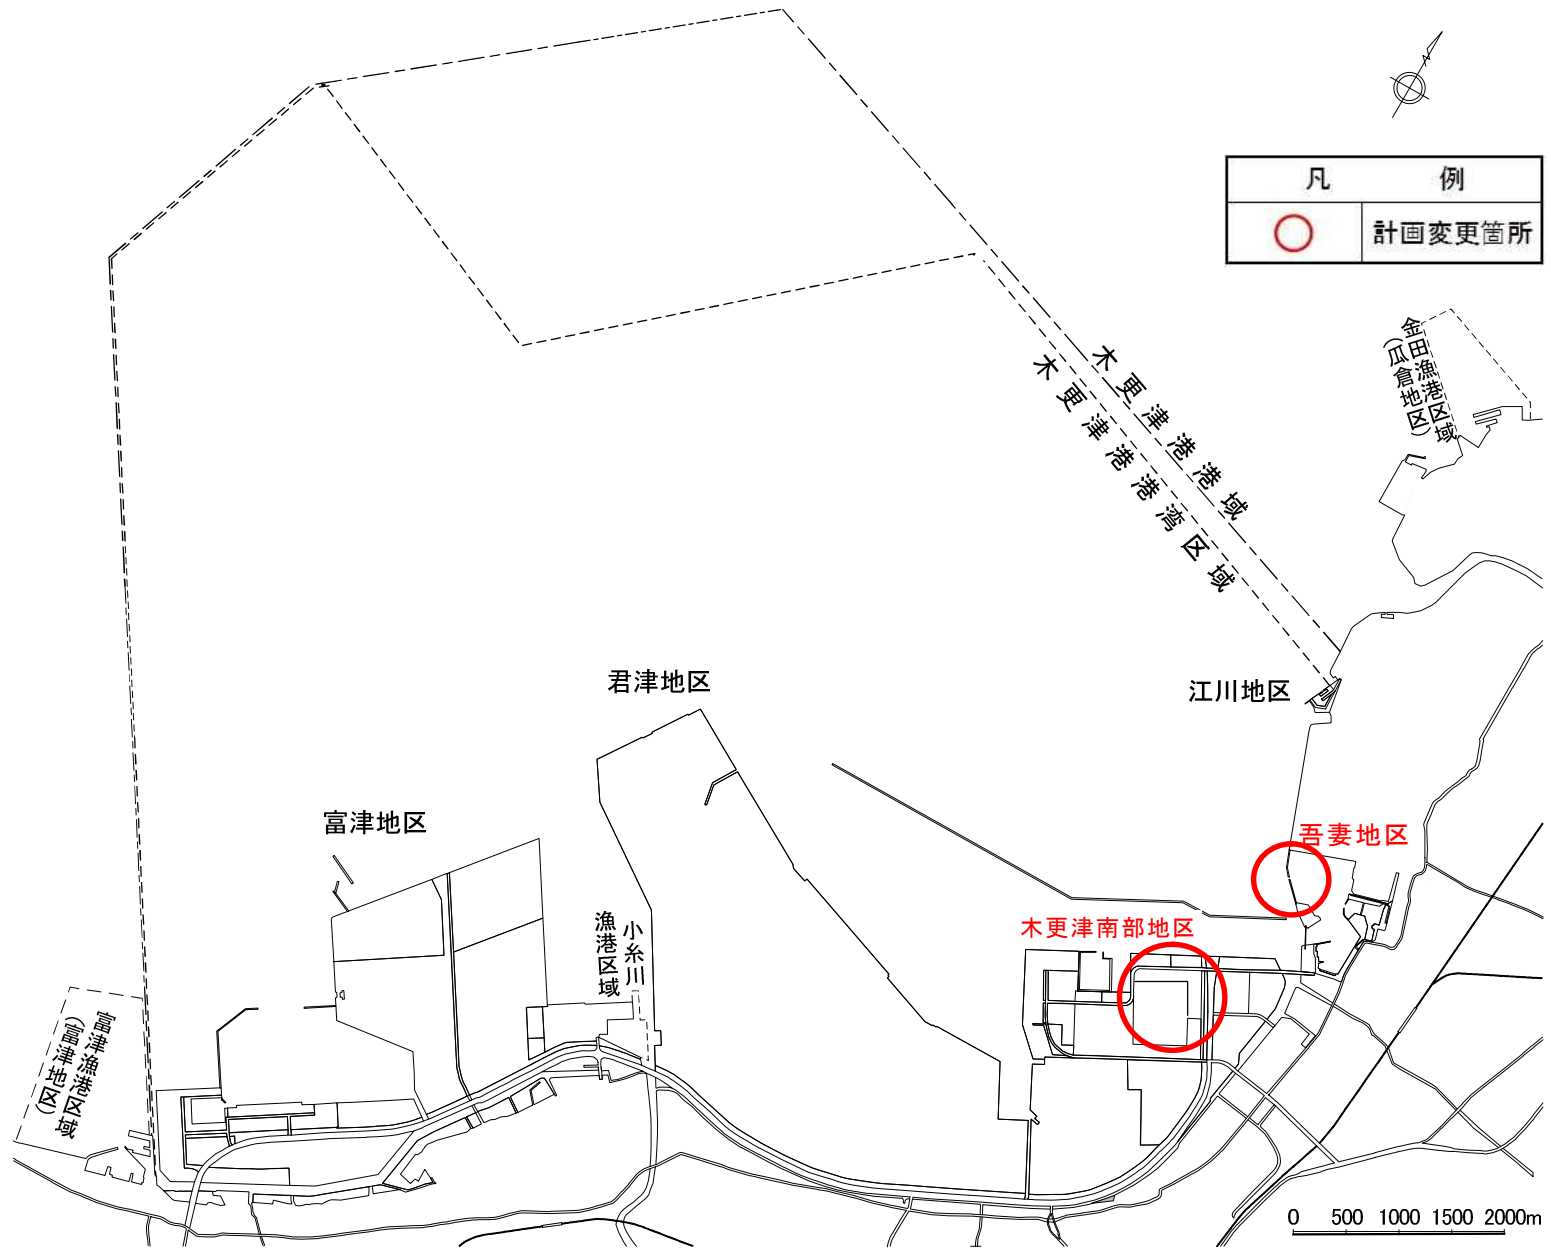 凡 例
計画変更箇所
金田漁港区域
(瓜倉地区)
木更津港港域
木更津港港湾区域
君津地区
江川地区
富津地区
吾妻地区
小糸川
漁港区域
木更津南部地区
富津漁港区域
(富津地区)
0 500 1000 1500 2000m